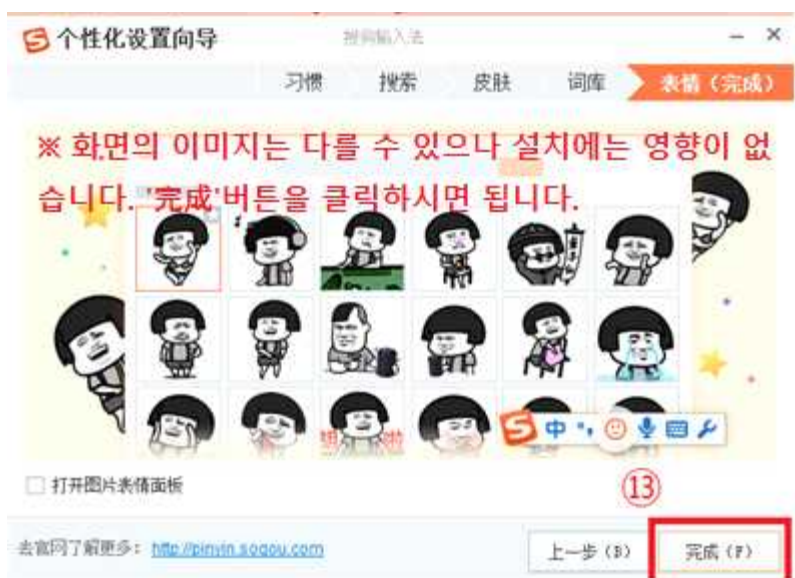 个性化设置向导
搜狗输入法
习惯 搜索 皮肤 词库 表情（完成）
※ 화면의 이미지는 다를 수 있으나 설치에는 영향이 없
습니다. '完成'버튼을 클릭하시면 됩니다.
中
打开图片表情面板
⑬
去官网了解更多： http://pinyin.sogou.com
上一步（B） 完成（F）